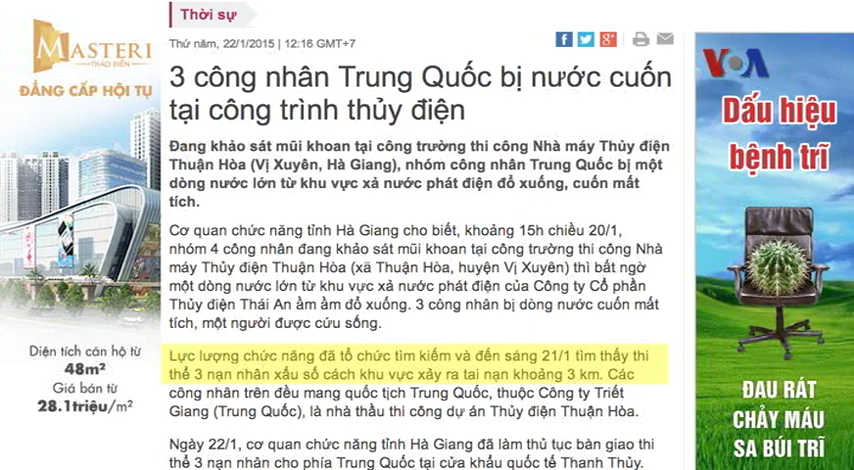 Thời sự
Thứ năm, 22/1/2015 | 12:16 GMT+7
3 công nhân Trung Quốc bị nước cuốn
tại công trình thủy điện
Đang khảo sát mũi khoan tại công trường thi công Nhà máy Thủy điện
Thuận Hòa (Vị Xuyên, Hà Giang), nhóm công nhân Trung Quốc bị một
dòng nước lớn từ khu vực xả nước phát điện đổ xuống, cuốn mất
tích.
Cơ quan chức năng tỉnh Hà Giang cho biết, khoảng 15h chiều 20/1,
nhóm 4 công nhân đang khảo sát mũi khoan tại công trường thi công Nhà
máy Thủy điện Thuận Hòa (xã Thuận Hòa, huyện Vị Xuyên) thì bất ngờ
một dòng nước lớn từ khu vực xả nước phát điện của Công ty Cổ phần
Thủy điện Thái An ầm ầm đổ xuống. 3 công nhân bị dòng nước cuốn mất
tích, một người được cứu sống.
Lực lượng chức năng đã tổ chức tìm kiếm và đến sáng 21/1 tìm thấy thi
thể 3 nạn nhân xấu số cách khu vực xảy ra tai nạn khoảng 3 km. Các
công nhân trên đều mang quốc tịch Trung Quốc, thuộc Công ty Triết
Giang (Trung Quốc), là nhà thầu thi công dự án Thủy điện Thuận Hòa.
Ngày 22/1, cơ quan chức năng tỉnh Hà Giang đã làm thủ tục bàn giao thi
thể 3 nạn nhân cho phía Trung Quốc tại cửa khẩu quốc tế Thanh Thủy.
MASTERI
THẢO ĐIỀN
ĐẲNG CẤP HỘI TỤ
Diện tích căn hộ từ
48m²
Giá bán từ
28.1triệu/m²
VOA
Dấu hiệu
bệnh trĩ
ĐAU RÁT
CHẢY MÁU
SA BÚI TRĨ